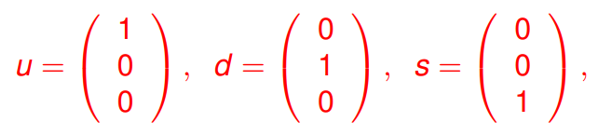 u = ( 1 0 0 ) , d = ( 0 1 0 ) , s = ( 0 0 1 ) ,